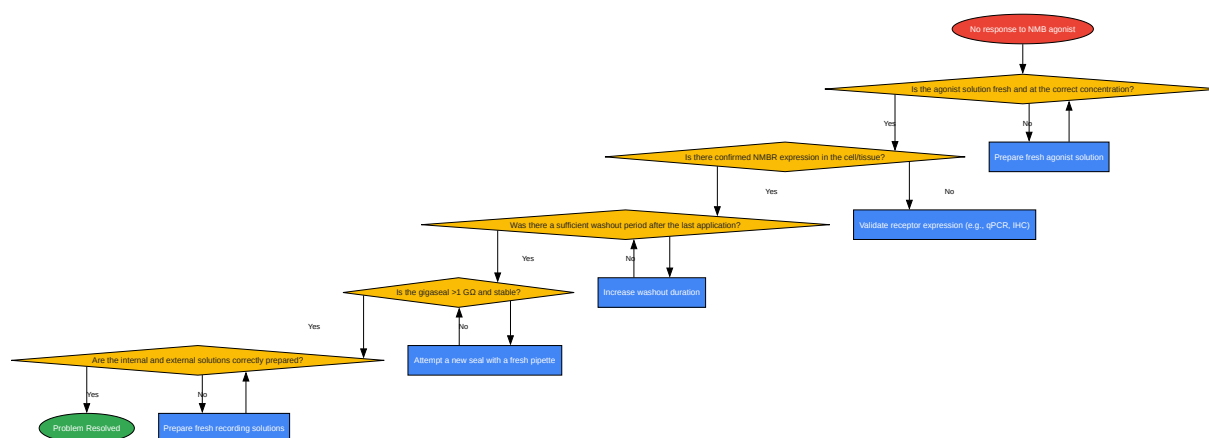 No response to NMB agonist
Is the agonist solution fresh and at the correct concentration?
Yes
No
Is there confirmed NMBR expression in the cell/tissue?
Prepare fresh agonist solution
Yes
No
Was there a sufficient washout period after the last application?
Validate receptor expression (e.g., qPCR, IHC)
Yes
No
Is the gigaseal >1 GΩ and stable?
Increase washout duration
Yes
No
Are the internal and external solutions correctly prepared?
Attempt a new seal with a fresh pipette
Yes
No
Problem Resolved
Prepare fresh recording solutions